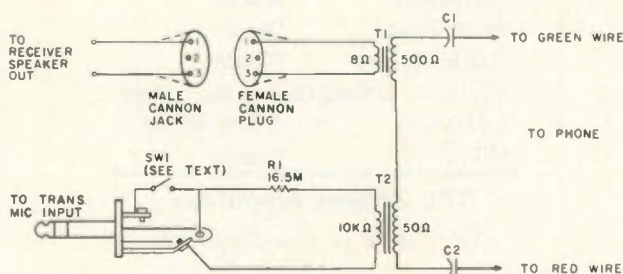 TO
RECEIVER
SPEAKER
OUT
1
2
3
MALE
CANNON
JACK
1
2
3
FEMALE
CANNON
PLUG
T1
8Ω
500Ω
C1
TO GREEN WIRE
TO PHONE
SW1
(SEE TEXT)
R1
16.5M
T2
10KΩ
50Ω
TO TRANS.
MIC INPUT
C2
TO RED WIRE